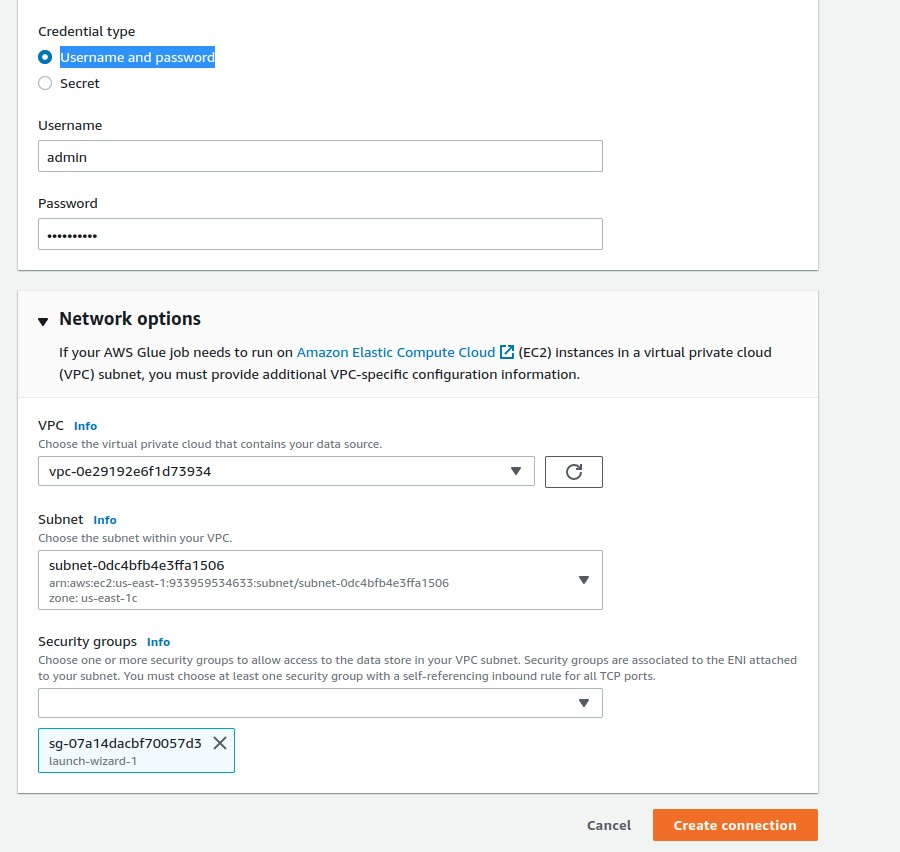 Credential type
Username and password
Secret
Username
admin
Password
••••••••••
Network options
If your AWS Glue job needs to run on Amazon Elastic Compute Cloud (EC2) instances in a virtual private cloud
(VPC) subnet, you must provide additional VPC-specific configuration information.
VPC Info
Choose the virtual private cloud that contains your data source.
vpc-0e29192e6f1d73934
Subnet Info
Choose the subnet within your VPC.
subnet-0dc4bfb4e3ffa1506
arn:aws:ec2:us-east-1:933959534633:subnet/subnet-0dc4bfb4e3ffa1506
zone: us-east-1c
Security groups Info
Choose one or more security groups to allow access to the data store in your VPC subnet. Security groups are associated to the ENI attached
to your subnet. You must choose at least one security group with a self-referencing inbound rule for all TCP ports.
sg-07a14dacbf70057d3
launch-wizard-1
Cancel Create connection